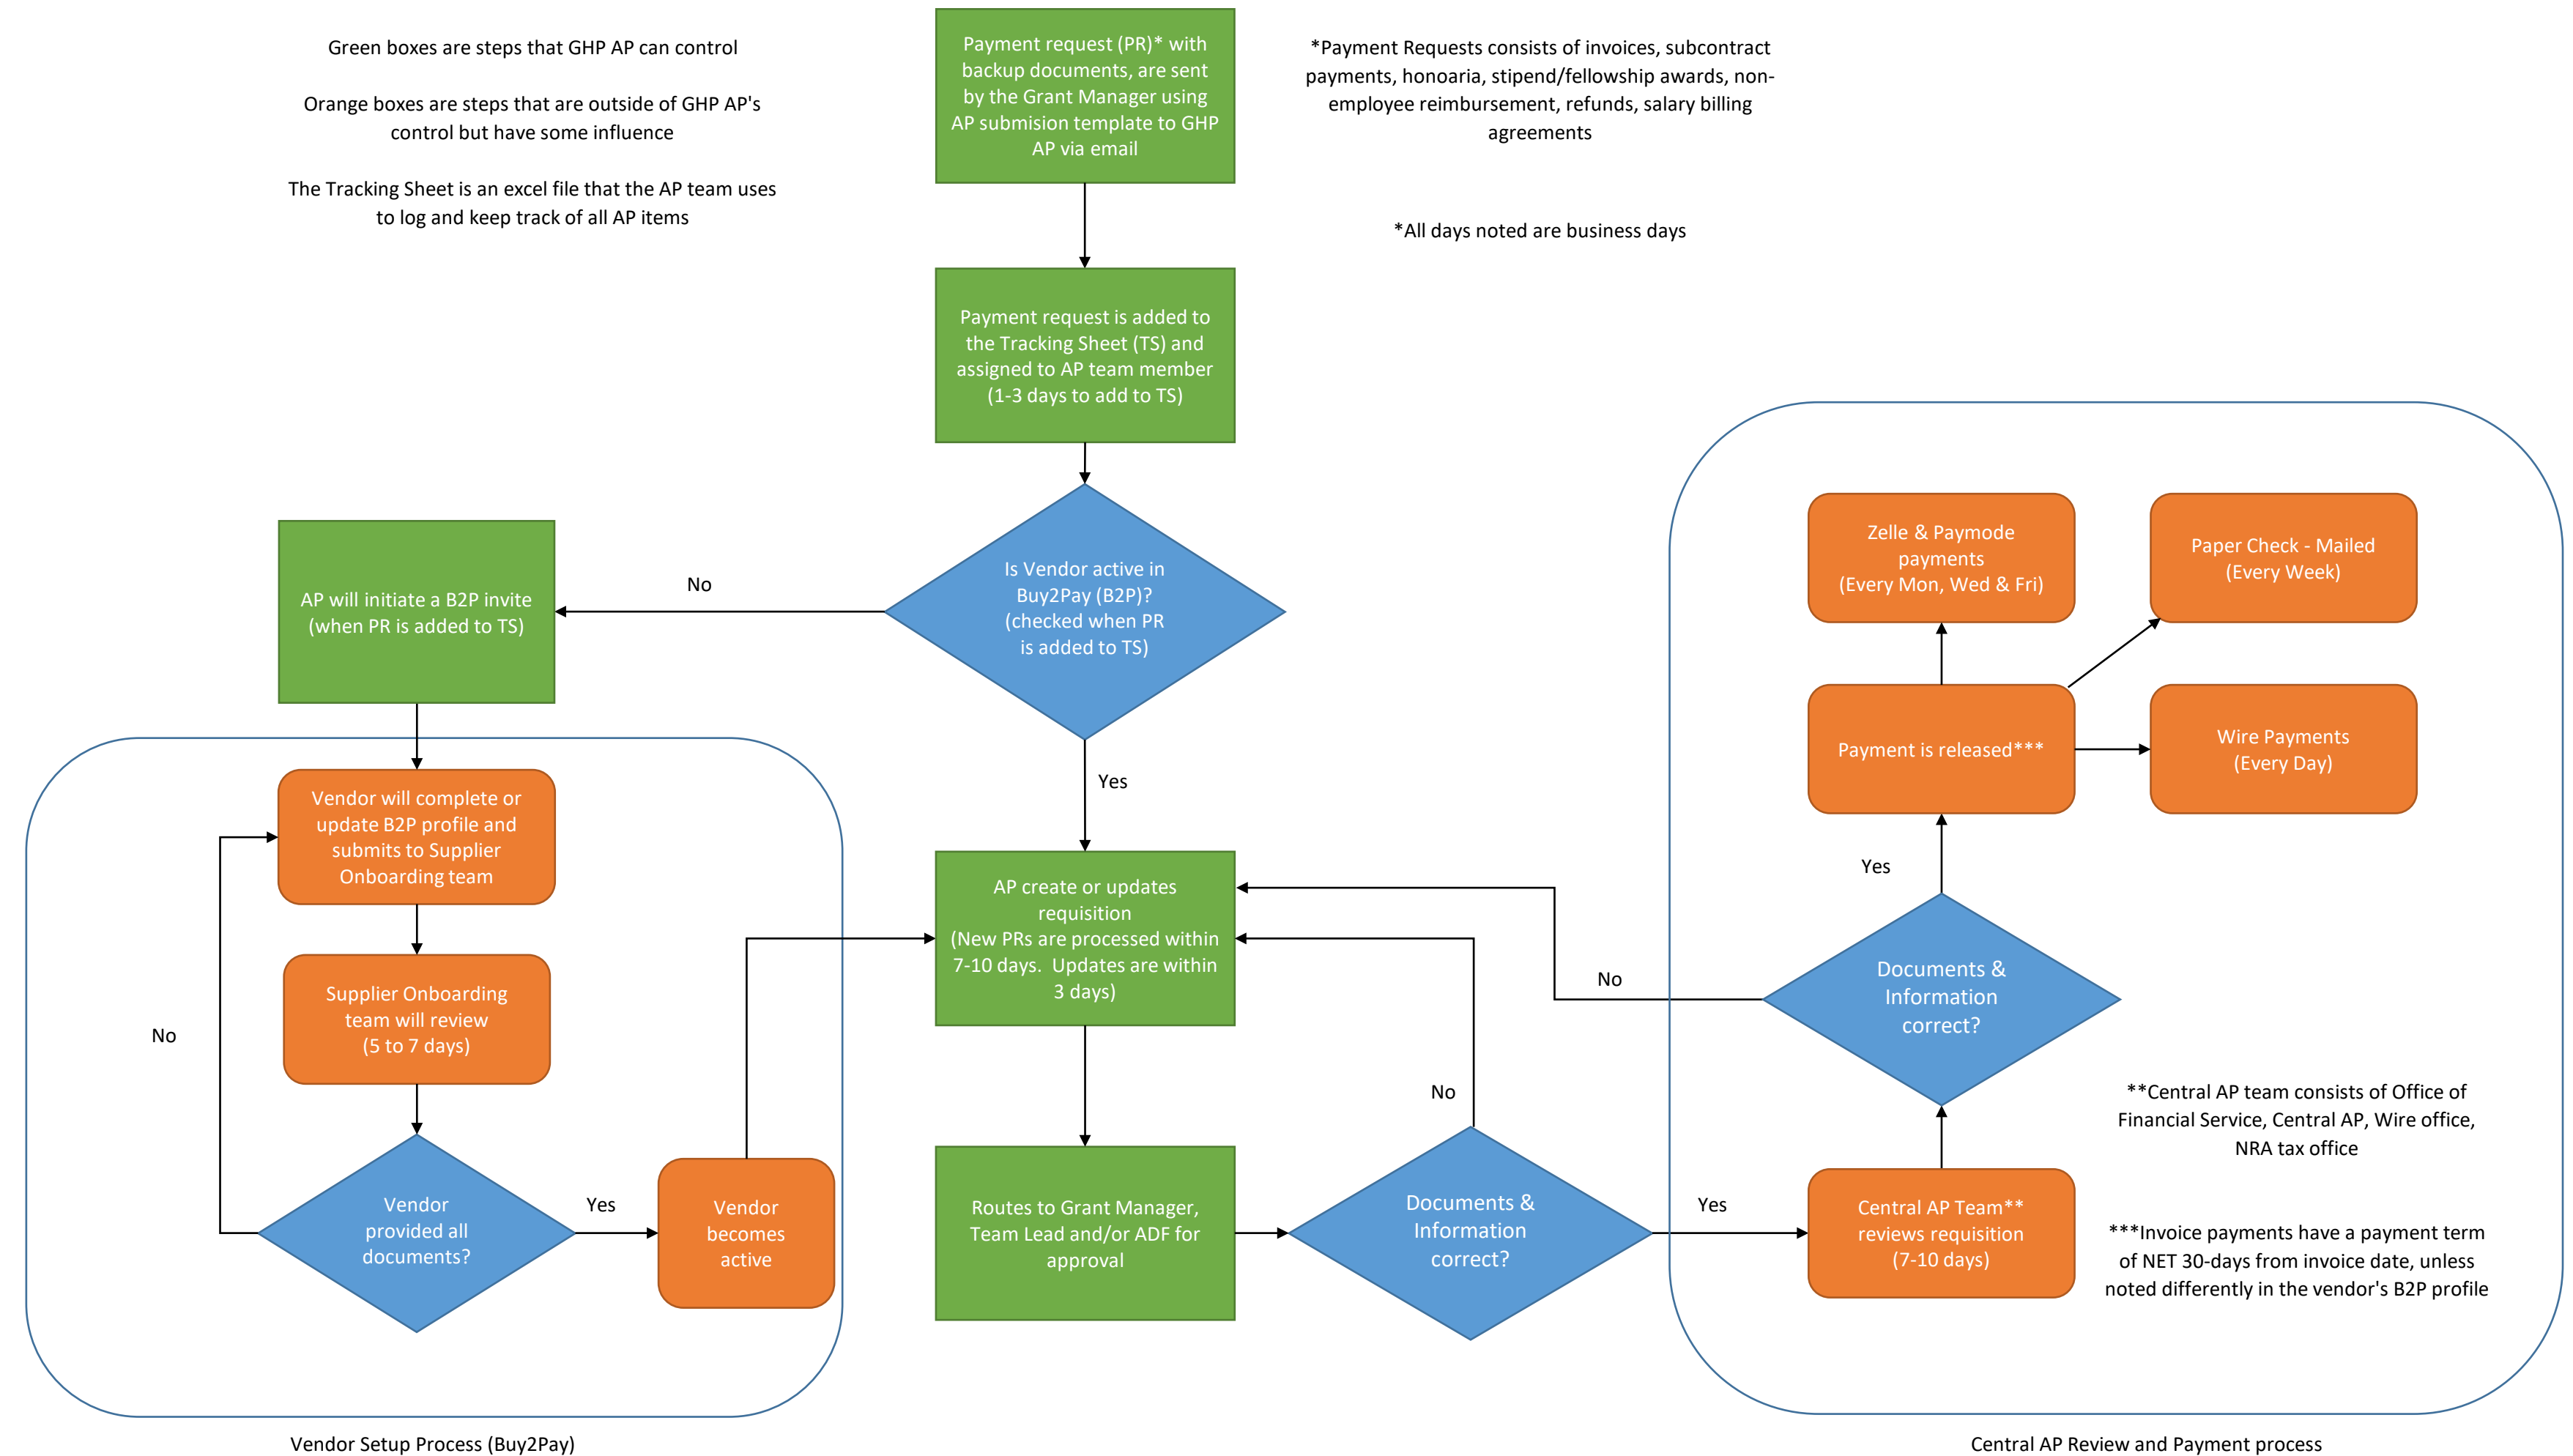 Green boxes are steps that GHP AP can control
Orange boxes are steps that are outside of GHP AP's
control but have some influence
The Tracking Sheet is an excel file that the AP team uses
to log and keep track of all AP items
Payment request (PR)* with
backup documents, are sent
by the Grant Manager using
AP submision template to GHP
AP via email
*Payment Requests consists of invoices, subcontract
payments, honoaria, stipend/fellowship awards, non-
employee reimbursement, refunds, salary billing
agreements
*All days noted are business days
Payment request is added to
the Tracking Sheet (TS) and
assigned to AP team member
(1-3 days to add to TS)
Is Vendor active in
Buy2Pay (B2P)?
(checked when PR
is added to TS)
No
AP will initiate a B2P invite
(when PR is added to TS)
Yes
Vendor will complete or
update B2P profile and
submits to Supplier
Onboarding team
Supplier Onboarding
team will review
(5 to 7 days)
No
Vendor
provided all
documents?
Yes
Vendor
becomes
active
Vendor Setup Process (Buy2Pay)
AP create or updates
requisition
(New PRs are processed within
7-10 days.  Updates are within
3 days)
Routes to Grant Manager,
Team Lead and/or ADF for
approval
Documents &
Information
correct?
No
Yes
Central AP Team**
reviews requisition
(7-10 days)
Documents &
Information
correct?
No
Yes
Payment is released***
Zelle & Paymode
payments
(Every Mon, Wed & Fri)
Paper Check - Mailed
(Every Week)
Wire Payments
(Every Day)
**Central AP team consists of Office of
Financial Service, Central AP, Wire office,
NRA tax office
***Invoice payments have a payment term
of NET 30-days from invoice date, unless
noted differently in the vendor's B2P profile
Central AP Review and Payment process